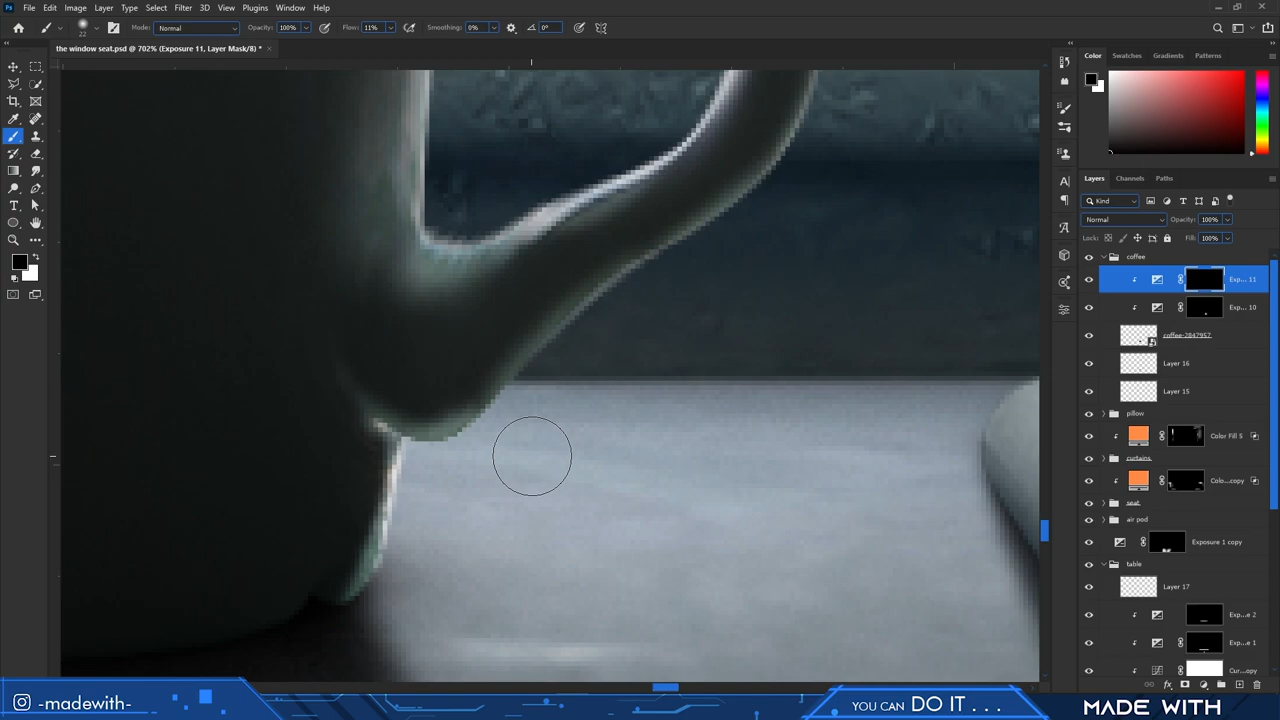 Ps File Edit Image Layer Type Select Filter 3D View Plugins Window Help
22 Mode: Normal Opacity: 100% Flow: 11% Smoothing: 0% 0°
the window seat.psd @ 702% (Exposure 11, Layer Mask/8) *
Color Swatches Gradients Patterns
Layers Channels Paths
Kind
Normal Opacity: 100%
Lock: Fill: 100%
coffee
Exp... 11
Exp... 10
coffee-2847957
Layer 16
Layer 15
pillow
Color Fill 5
curtains
Colo...copy
seat
air pod
Exposure 1 copy
table
Layer 17
Exp...e 2
Exp...e 1
Cur...copy
-madewith-
YOU CAN DO IT . . .
MADE WITH